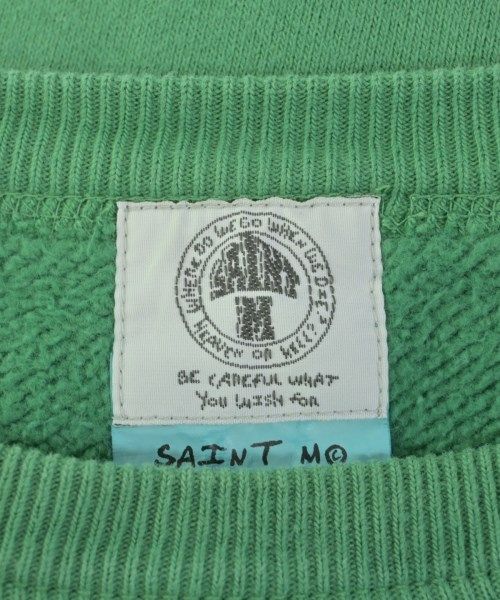 WHERE DO WE GO WHEN WE DIE?
HEAVEN OR HELL?
SAINT
M
BE CAREFUL WHAT
YOU WISH FOR
SAINT M©